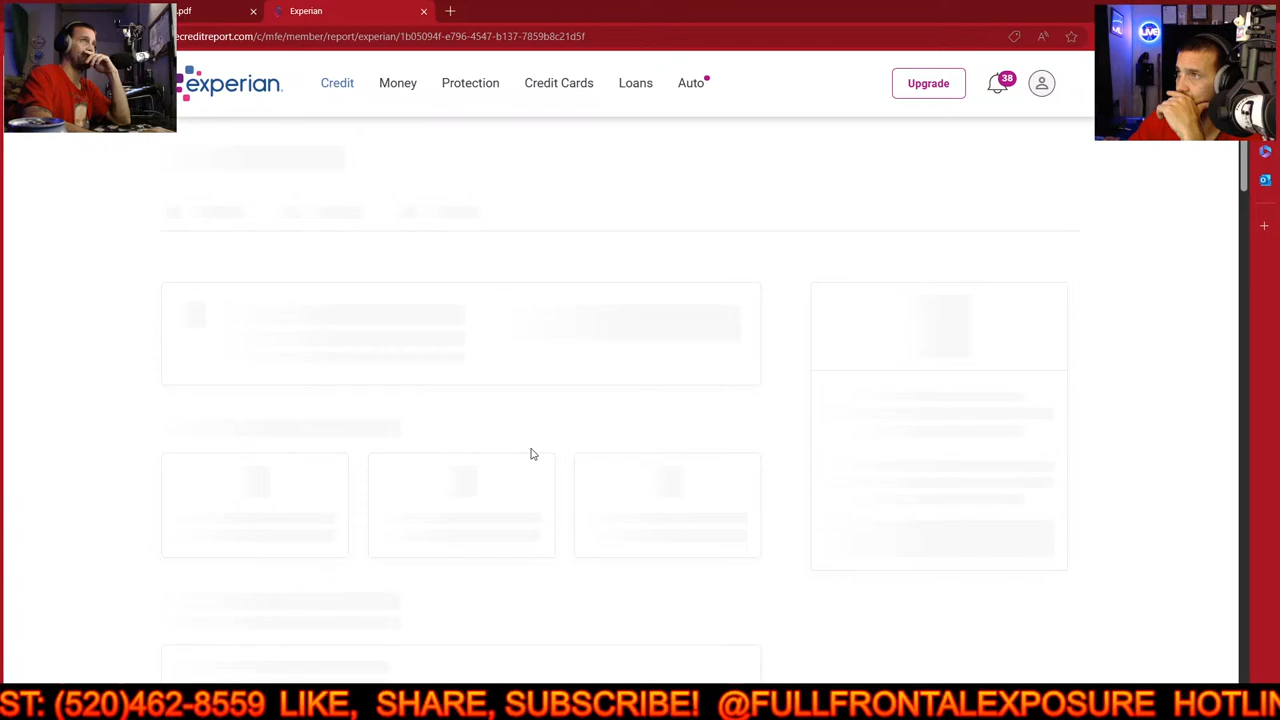 .pdf
Experian
ecreditreport.com/c/mfe/member/report/experian/1b05094f-e796-4547-b137-7859b8c21d5f
experian.
Credit
Money
Protection
Credit Cards
Loans
Auto
Upgrade
38
LIVE
ST: (520)462-8559 LIKE, SHARE, SUBSCRIBE! @FULLFRONTALEXPOSURE HOTLIN